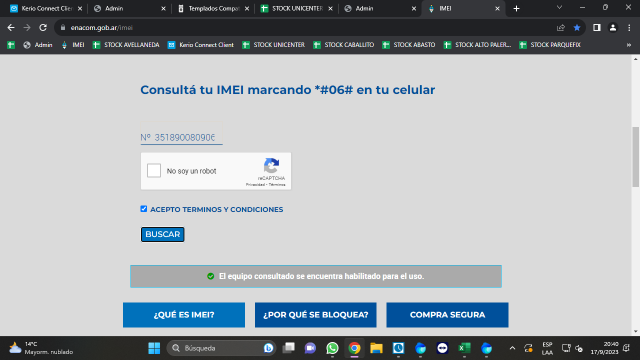 Kerio Connect Clien
Admin
Templados Compat
STOCK UNICENTER
Admin
IMEI
enacom.gob.ar/imei
Admin
IMEI
STOCK AVELLANEDA
Kerio Connect Client
STOCK UNICENTER
STOCK CABALLITO
STOCK ABASTO
STOCK ALTO PALER...
STOCK PARQUEFIX
Consultá tu IMEI marcando *#06# en tu celular
Nº 35189008090
No soy un robot
reCAPTCHA
Privacidad - Términos
ACEPTO TERMINOS Y CONDICIONES
BUSCAR
El equipo consultado se encuentra habilitado para el uso.
¿QUÉ ES IMEI?
¿POR QUÉ SE BLOQUEA?
COMPRA SEGURA
14°C
Mayorm. nublado
Búsqueda
ESP
LAA
20:40
17/9/2023